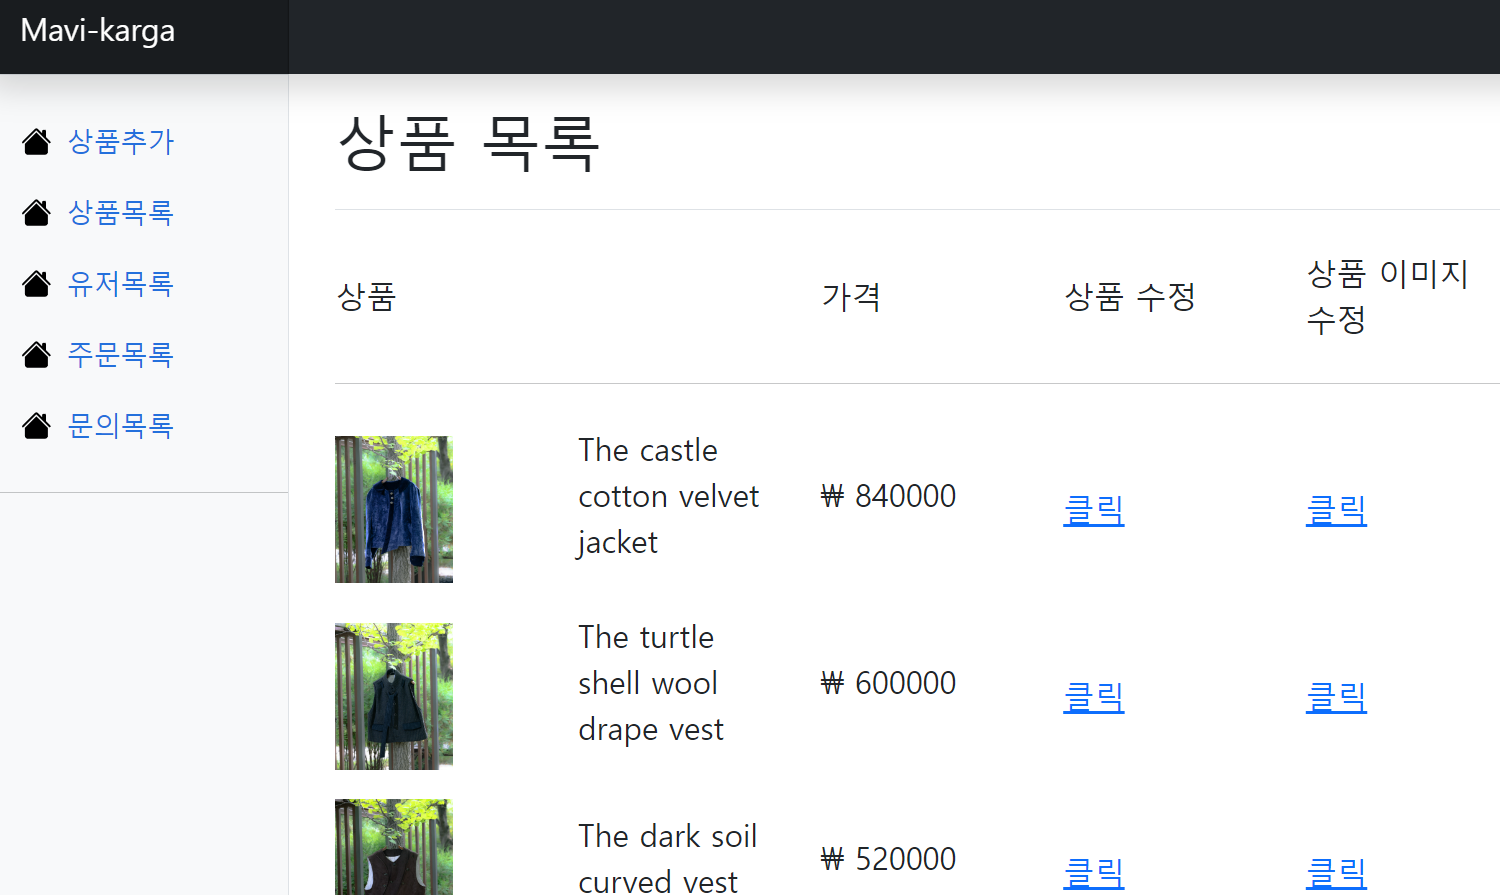 Mavi-karga
상품추가
상품목록
유저목록
주문목록
문의목록
상품 목록
상품
가격
상품 수정
상품 이미지
수정
The castle
cotton velvet
jacket
₩ 840000
클릭
클릭
The turtle
shell wool
drape vest
₩ 600000
클릭
클릭
The dark soil
curved vest
₩ 520000
클릭
클릭